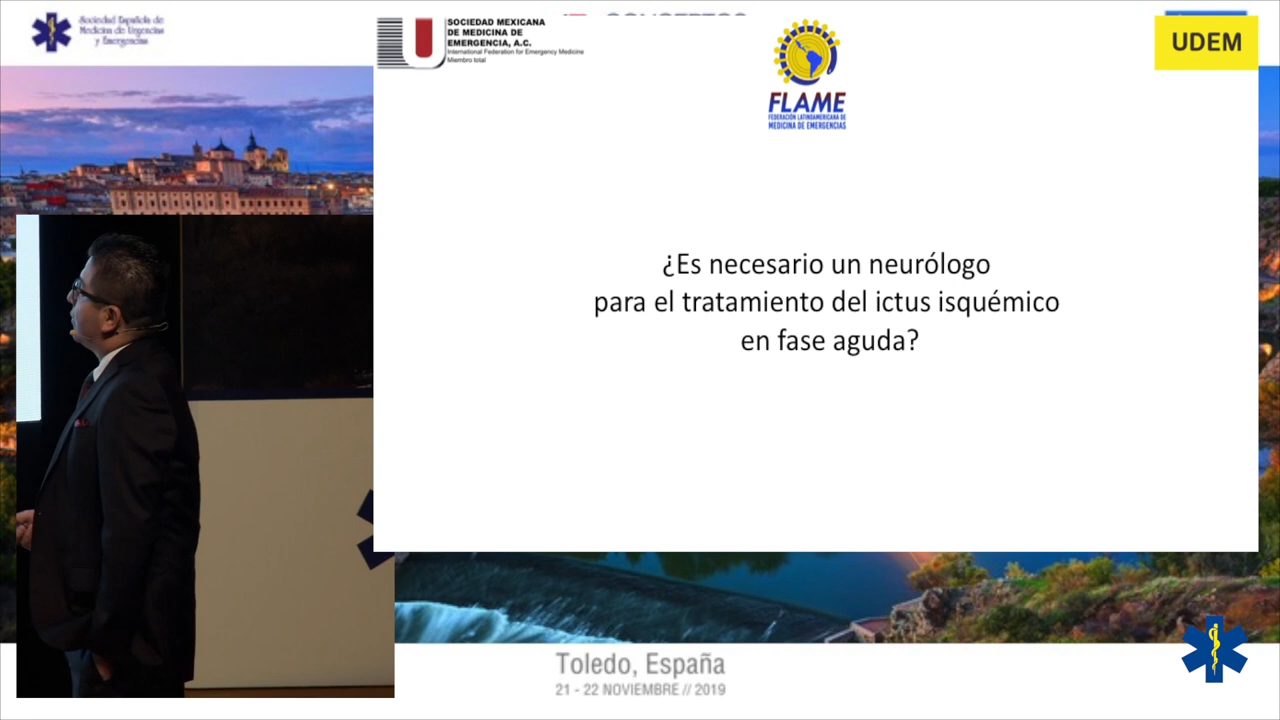 Sociedad Española de
Medicina de Urgencias
y Emergencias
SOCIEDAD MEXICANA
DE MEDICINA DE
EMERGENCIA, A.C.
International Federation for Emergency Medicine
Miembro total
FLAME
FEDERACIÓN LATINOAMERICANA DE
MEDICINA DE EMERGENCIAS
UDEM
¿Es necesario un neurólogo
para el tratamiento del ictus isquémico
en fase aguda?
Toledo, España
21 - 22 NOVIEMBRE // 2019